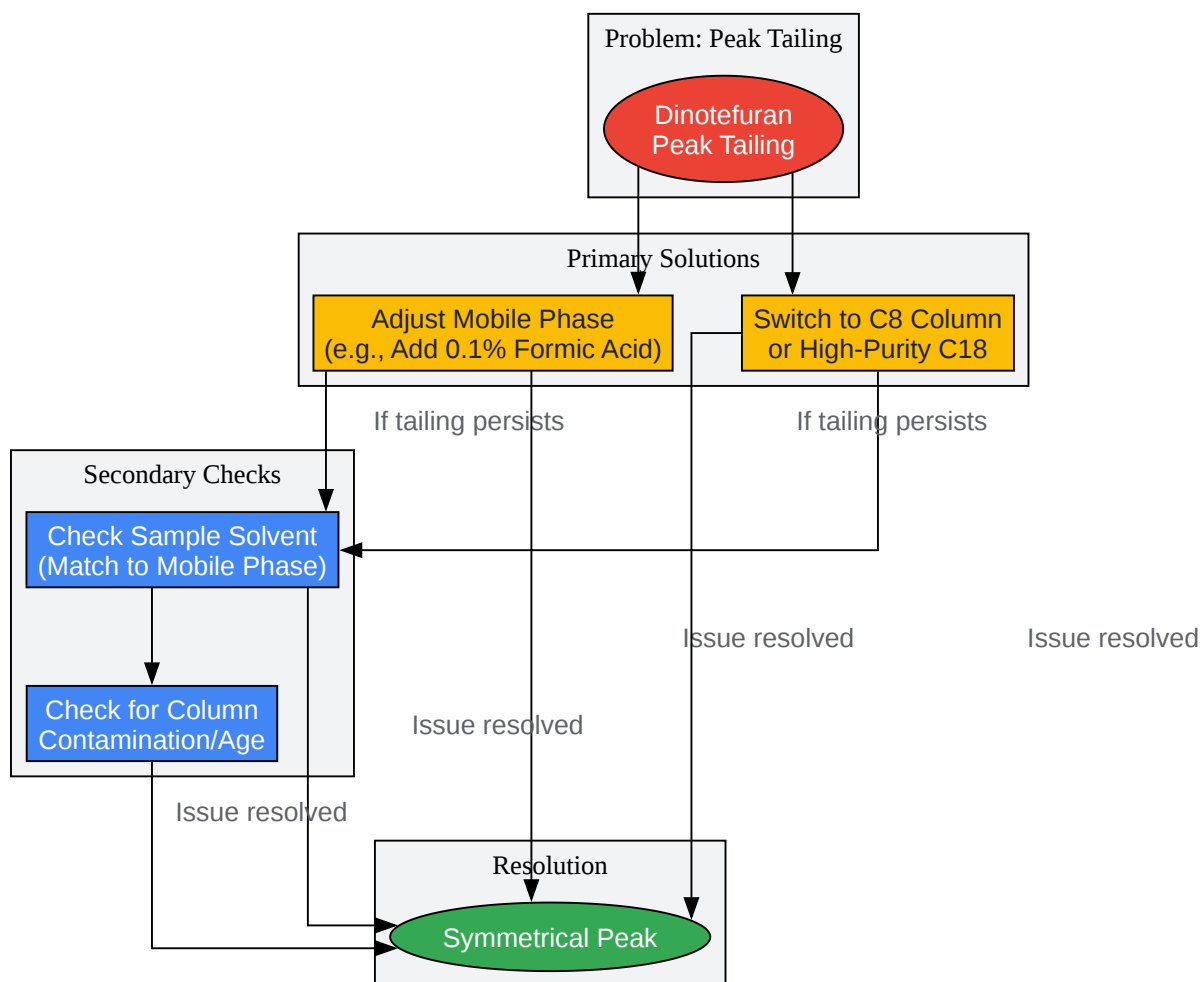 Problem: Peak Tailing
Dinotefuran
Peak Tailing
Primary Solutions
Adjust Mobile Phase
(e.g., Add 0.1% Formic Acid)
Switch to C8 Column
or High-Purity C18
If tailing persists
If tailing persists
Secondary Checks
Check Sample Solvent
(Match to Mobile Phase)
Issue resolved
Issue resolved
Check for Column
Contamination/Age
Issue resolved
Issue resolved
Resolution
Symmetrical Peak